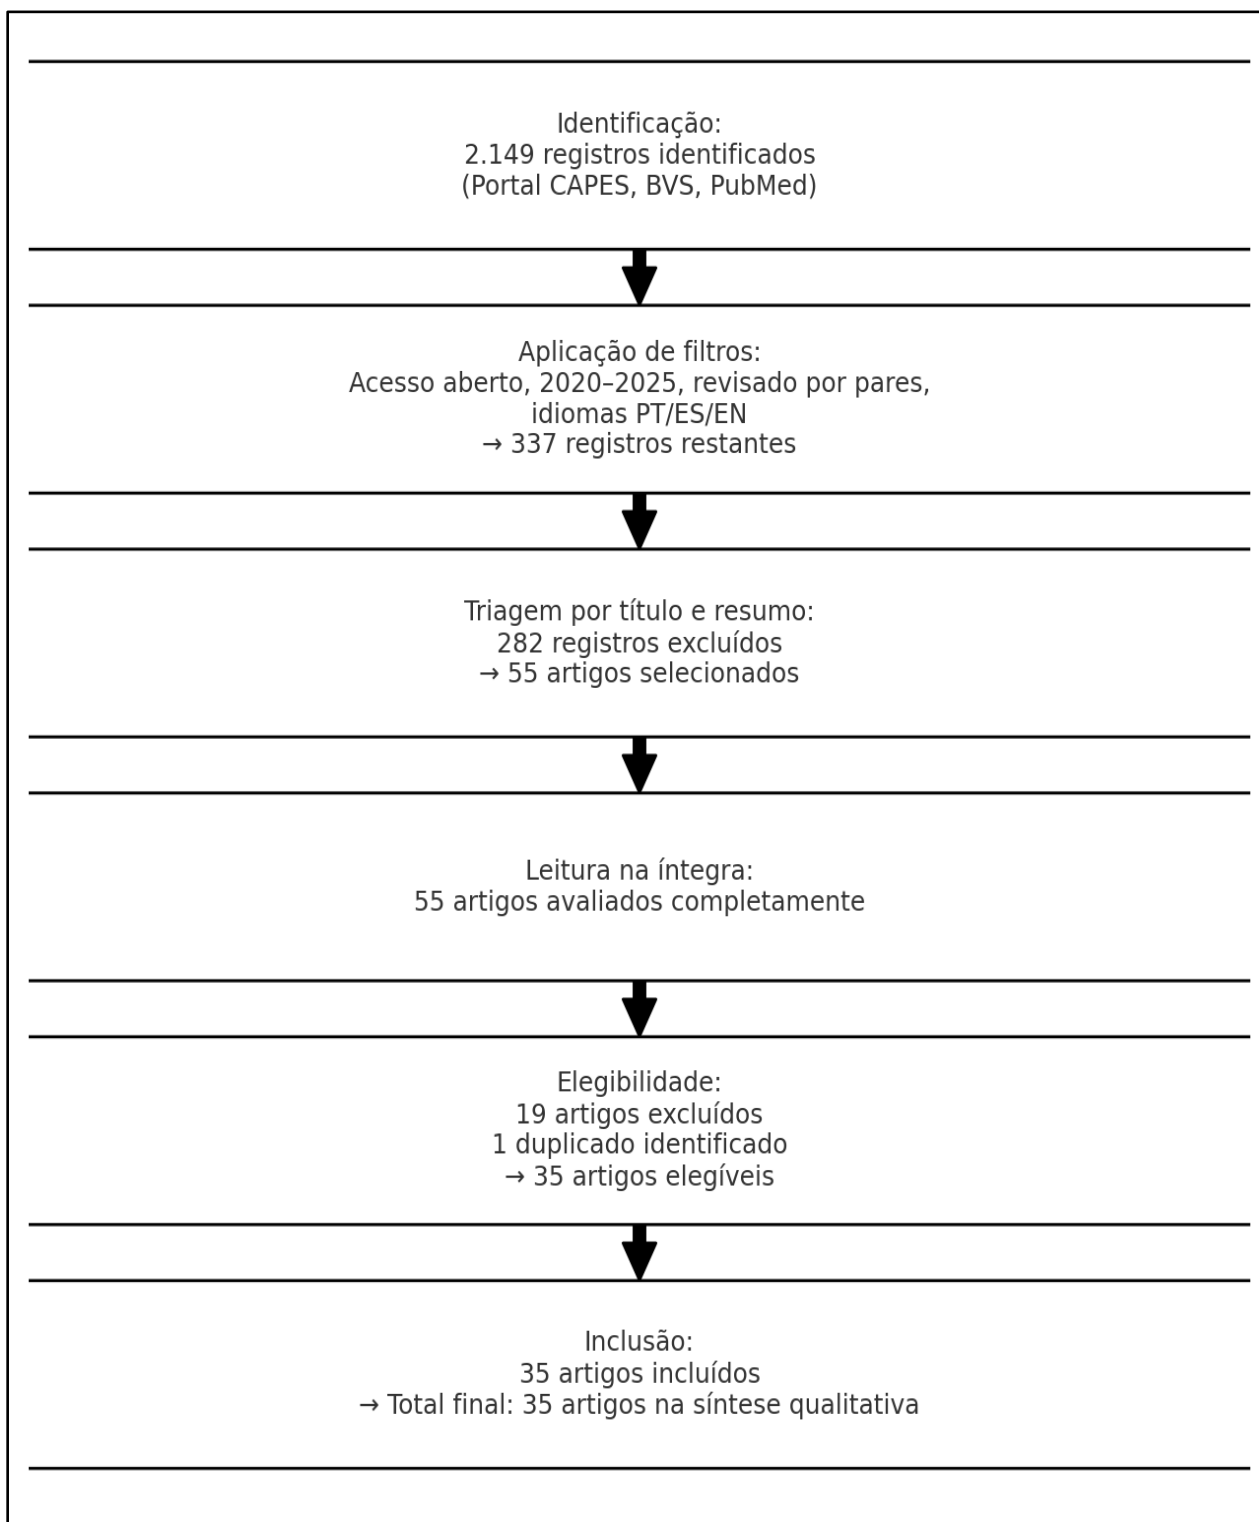 Identificação:
2.149 registros identificados
(Portal CAPES, BVS, PubMed)
Aplicação de filtros:
Acesso aberto, 2020–2025, revisado por pares,
idiomas PT/ES/EN
→ 337 registros restantes
Triagem por título e resumo:
282 registros excluídos
→ 55 artigos selecionados
Leitura na íntegra:
55 artigos avaliados completamente
Elegibilidade:
19 artigos excluídos
1 duplicado identificado
→ 35 artigos elegíveis
Inclusão:
35 artigos incluídos
→ Total final: 35 artigos na síntese qualitativa